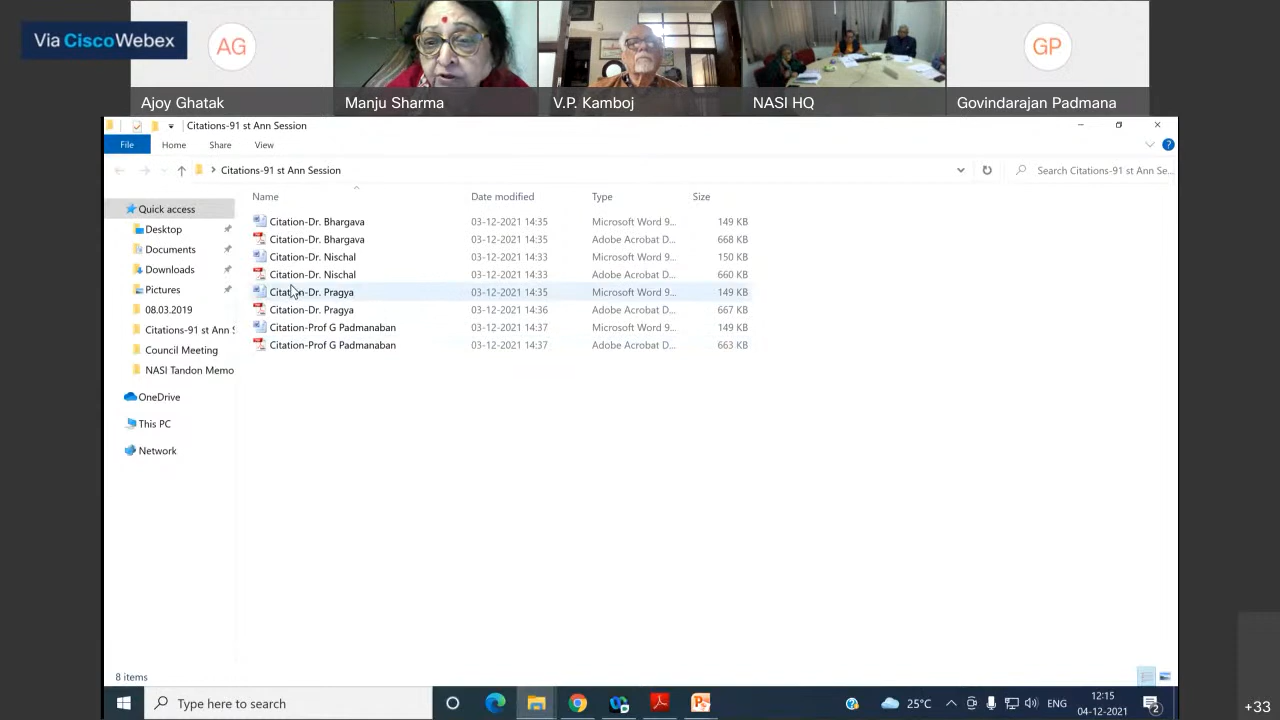 Via Cisco Webex
AG
GP
Ajoy Ghatak
Manju Sharma
V.P. Kamboj
NASI HQ
Govindarajan Padmana
Citations-91 st Ann Session
File Home Share View
Citations-91 st Ann Session
Search Citations-91 st Ann Se...
Name Date modified Type Size
Quick access
Desktop
Documents
Downloads
Pictures
08.03.2019
Citations-91 st Ann S
Council Meeting
NASI Tandon Memo
OneDrive
This PC
Network
Citation-Dr. Bhargava 03-12-2021 14:35 Microsoft Word 9... 149 KB
Citation-Dr. Bhargava 03-12-2021 14:35 Adobe Acrobat D... 668 KB
Citation-Dr. Nischal 03-12-2021 14:33 Microsoft Word 9... 150 KB
Citation-Dr. Nischal 03-12-2021 14:33 Adobe Acrobat D... 660 KB
Citation-Dr. Pragya 03-12-2021 14:35 Microsoft Word 9... 149 KB
Citation-Dr. Pragya 03-12-2021 14:36 Adobe Acrobat D... 667 KB
Citation-Prof G Padmanaban 03-12-2021 14:37 Microsoft Word 9... 149 KB
Citation-Prof G Padmanaban 03-12-2021 14:37 Adobe Acrobat D... 663 KB
8 items
Type here to search
25°C
ENG
12:15
04-12-2021
2
+33